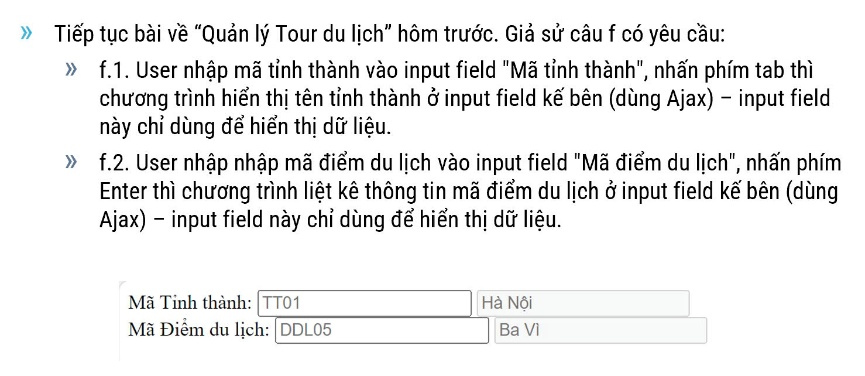 » Tiếp tục bài về “Quản lý Tour du lịch” hôm trước. Giả sử câu f có yêu cầu:
» f.1. User nhập mã tỉnh thành vào input field "Mã tỉnh thành", nhấn phím tab thì
chương trình hiển thị tên tỉnh thành ở input field kế bên (dùng Ajax) – input field
này chỉ dùng để hiển thị dữ liệu.
» f.2. User nhập nhập mã điểm du lịch vào input field "Mã điểm du lịch", nhấn phím
Enter thì chương trình liệt kê thông tin mã điểm du lịch ở input field kế bên (dùng
Ajax) – input field này chỉ dùng để hiển thị dữ liệu.
Mã Tỉnh thành: TT01 Hà Nội
Mã Điểm du lịch: DDL05 Ba Vì